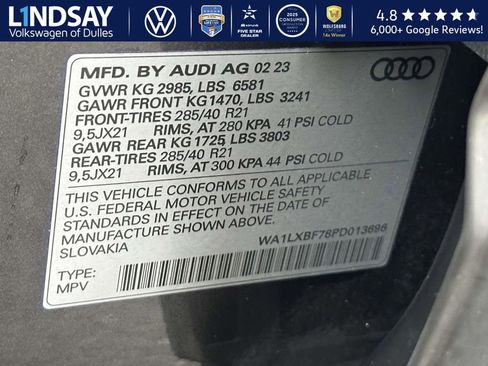 LINDSAY
Volkswagen of Dulles
4.8
6,000+ Google Reviews!
MFD. BY AUDI AG 02 23
GVWR KG 2985, LBS 6581
GAWR FRONT KG1470, LBS 3241
FRONT-TIRES 285/40 R21
9,5JX21 RIMS, AT 280 KPA 41 PSI COLD
GAWR REAR KG 1725, LBS 3803
REAR-TIRES 285/40 R21
9,5JX21 RIMS, AT 300 KPA 44 PSI COLD
THIS VEHICLE CONFORMS TO ALL APPLICABLE
U.S. FEDERAL MOTOR VEHICLE SAFETY
STANDARDS IN EFFECT ON THE DATE OF
MANUFACTURE SHOWN ABOVE.
SLOVAKIA
WA1LXBF78PD013698
TYPE:
MPV